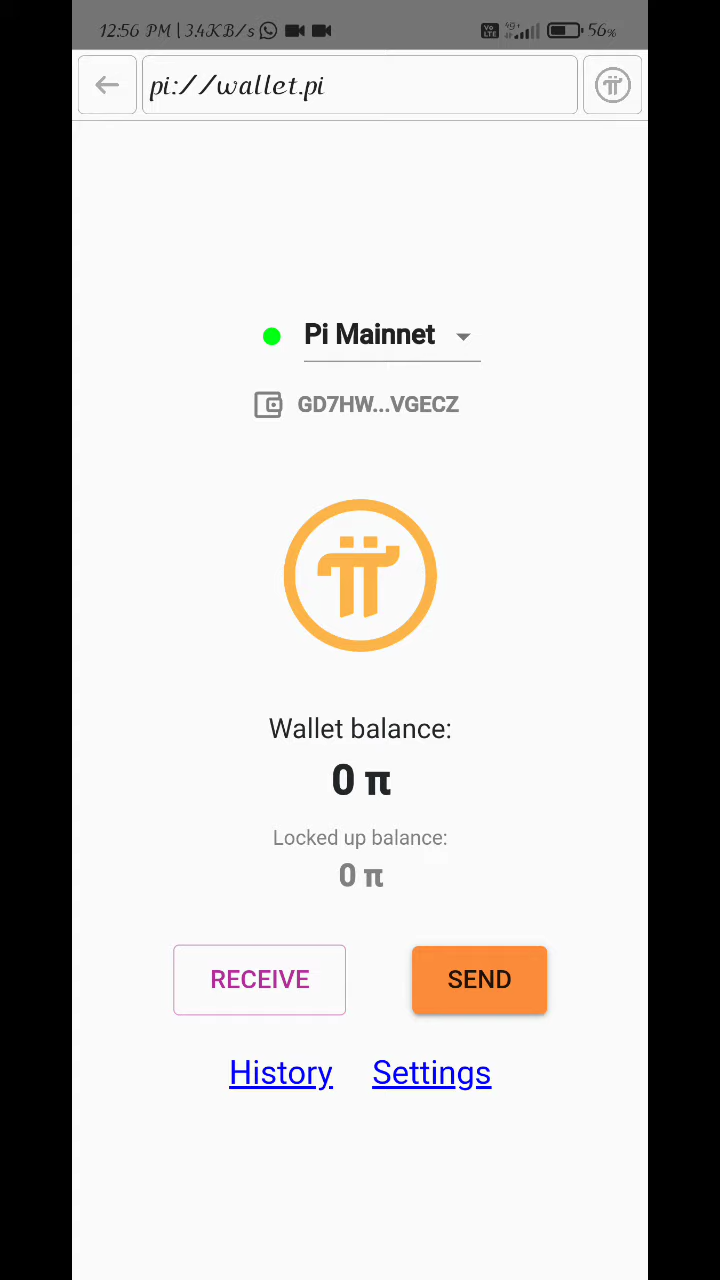 12:56 PM | 3.4KB/s 56%
pi://wallet.pi
Pi Mainnet
GD7HW...VGECZ
Wallet balance:
0 π
Locked up balance:
0 π
RECEIVE SEND
History Settings